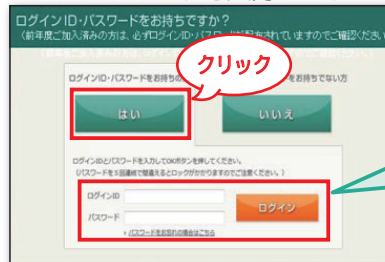 ログインID・パスワードをお持ちですか？
（前年度ご加入済みの方は、必ずログインID・パスワードが配布されていますのでご確認くださ
ログインID・パスワードをお持ちの
をお持ちでない方
クリック
はい
いいえ
ログインIDとパスワードを入力してOKボタンを押してください。
（パスワードを5回連続で間違えるとロックがかかりますのでご注意ください。）
ログインID
パスワード
ログイン
パスワードをお忘れの場合はこちら